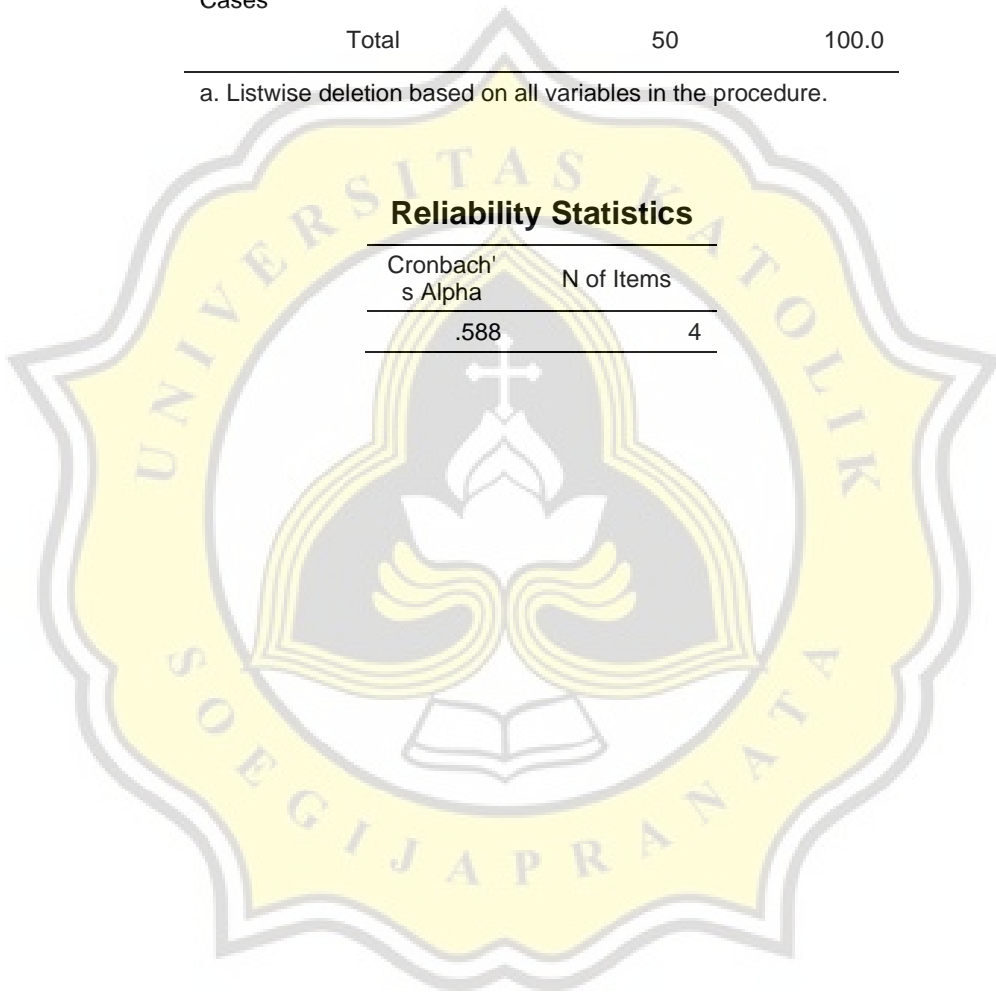 Cases
Total 50 100.0
a. Listwise deletion based on all variables in the procedure.
Reliability Statistics
Cronbach' N of Items
s Alpha
.588 4
UNIVERSITAS KATOLIK
SOEGIJAPRANATA